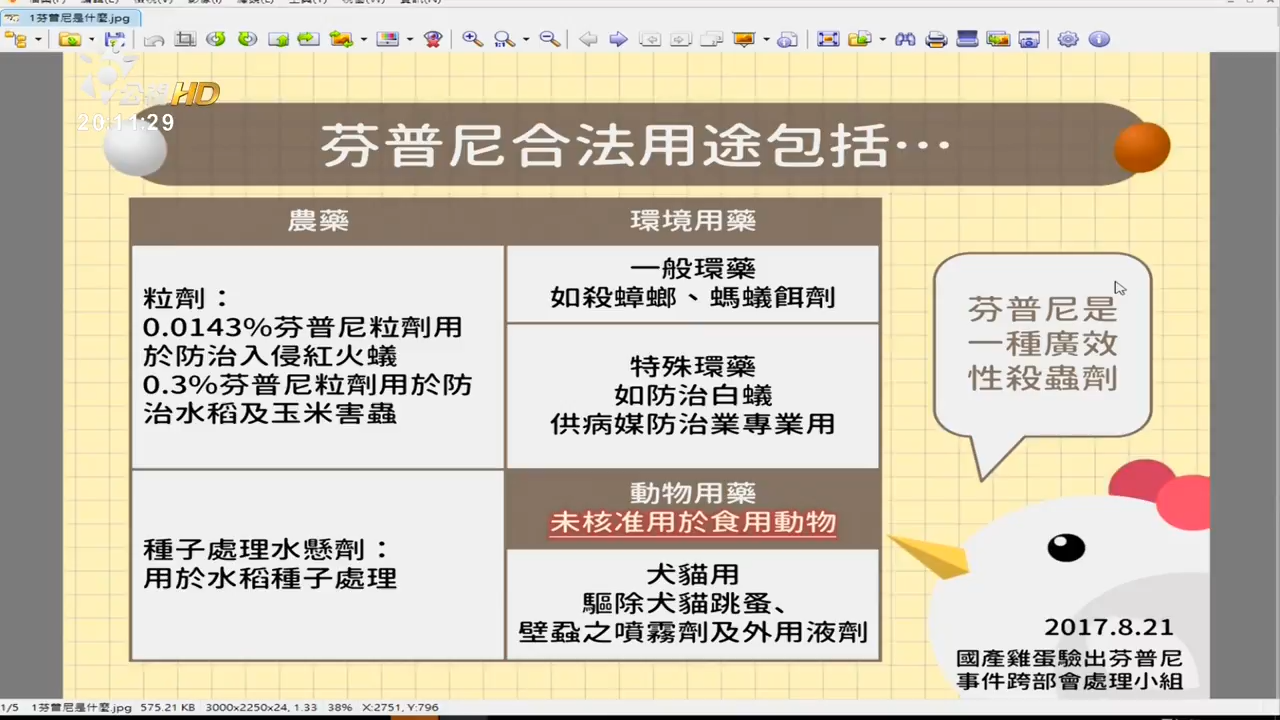 1芬普尼是什麼.jpg
公視HD
20:11:29
芬普尼合法用途包括…
農藥
環境用藥
粒劑：
0.0143%芬普尼粒劑用
於防治入侵紅火蟻
0.3%芬普尼粒劑用於防
治水稻及玉米害蟲
一般環藥
如殺蟑螂、螞蟻餌劑
特殊環藥
如防治白蟻
供病媒防治業專業用
種子處理水懸劑：
用於水稻種子處理
動物用藥
未核准用於食用動物
犬貓用
驅除犬貓跳蚤、
壁蝨之噴霧劑及外用液劑
芬普尼是
一種廣效
性殺蟲劑
2017.8.21
國產雞蛋驗出芬普尼
事件跨部會處理小組
1/5 1芬普尼是什麼.jpg 575.21 KB 3000x2250x24, 1.33 38% X:2751, Y:796